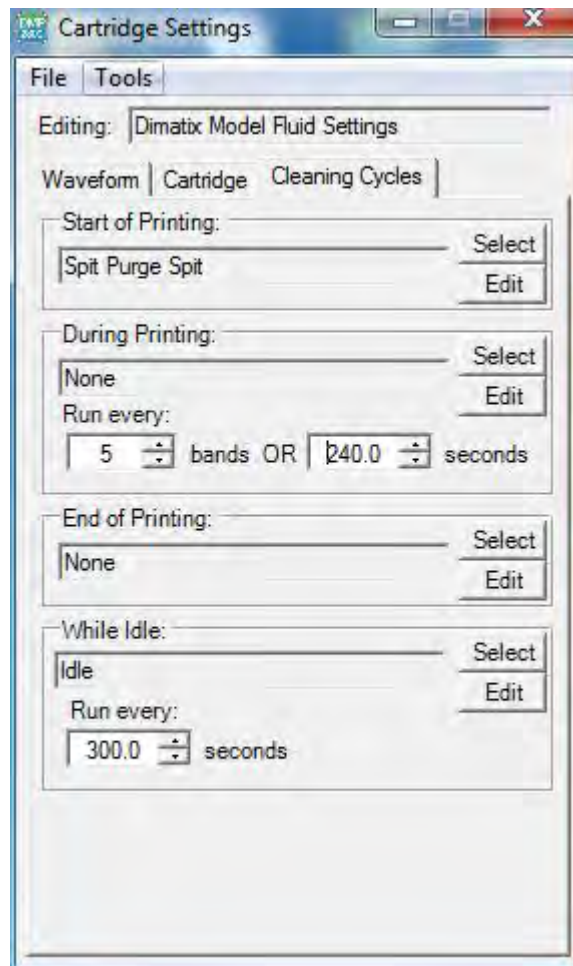 Cartridge Settings
File Tools
Editing: Dimatix Model Fluid Settings
Waveform Cartridge Cleaning Cycles
Start of Printing:
Select
Spit Purge Spit
Edit
During Printing:
Select
None
Edit
Run every:
5 bands OR 240.0 seconds
End of Printing:
Select
None
Edit
While Idle:
Select
Idle
Edit
Run every:
300.0 seconds